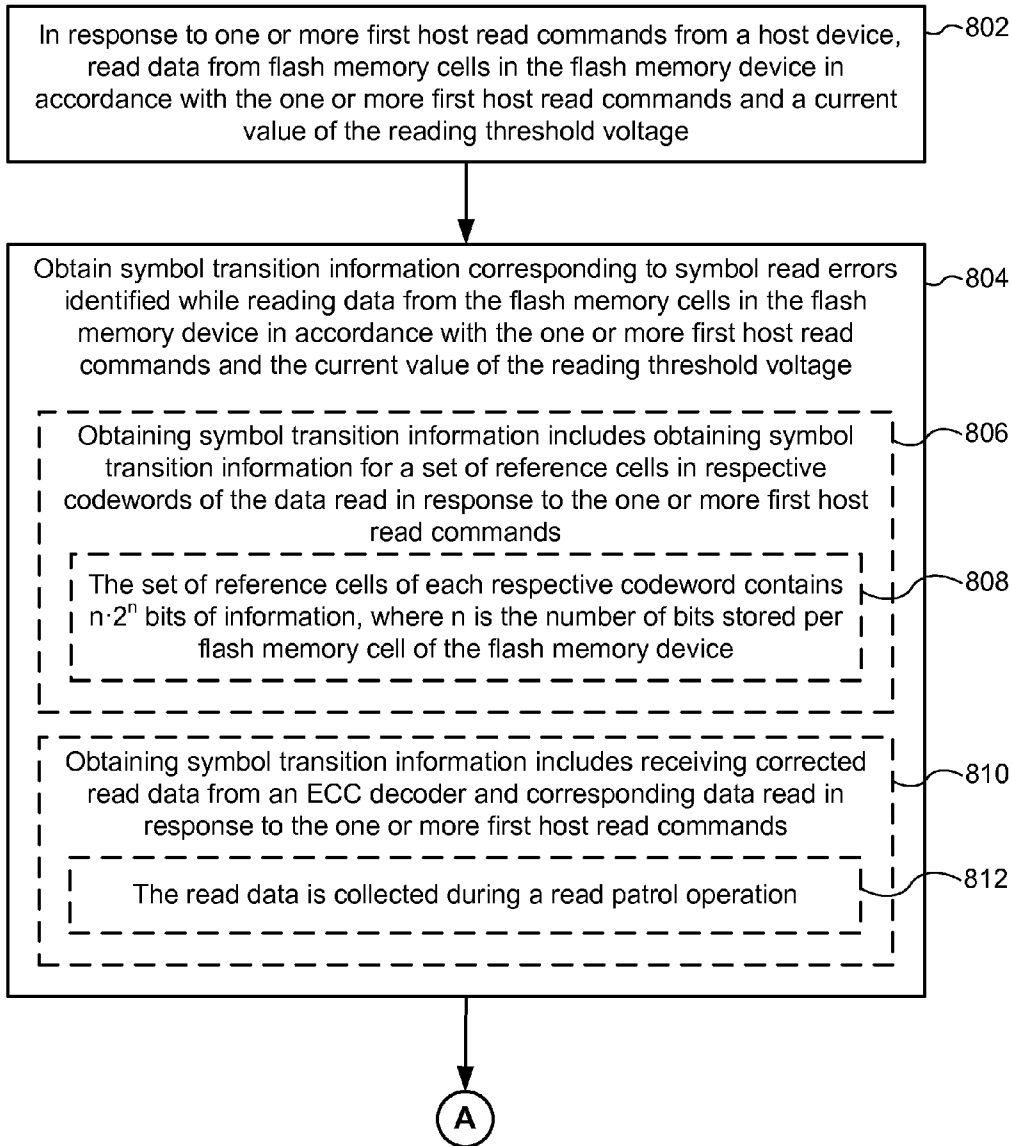 In response to one or more first host read commands from a host device,
read data from flash memory cells in the flash memory device in
accordance with the one or more first host read commands and a current
value of the reading threshold voltage
802
Obtain symbol transition information corresponding to symbol read errors
identified while reading data from the flash memory cells in the flash
memory device in accordance with the one or more first host read
commands and the current value of the reading threshold voltage
804
Obtaining symbol transition information includes obtaining symbol
transition information for a set of reference cells in respective
codewords of the data read in response to the one or more first host
read commands
806
The set of reference cells of each respective codeword contains
n·2ⁿ bits of information, where n is the number of bits stored per
flash memory cell of the flash memory device
808
Obtaining symbol transition information includes receiving corrected
read data from an ECC decoder and corresponding data read in
response to the one or more first host read commands
810
The read data is collected during a read patrol operation
812
A